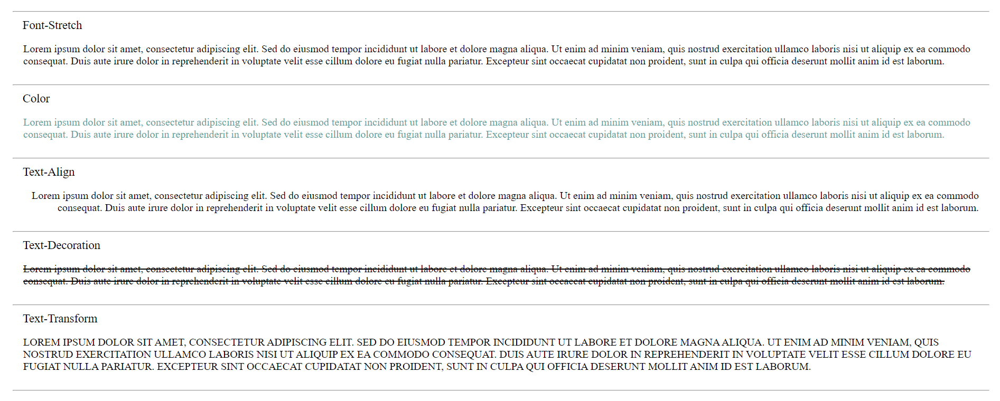 Font-Stretch
Lorem ipsum dolor sit amet, consectetur adipiscing elit. Sed do eiusmod tempor incididunt ut labore et dolore magna aliqua. Ut enim ad minim veniam, quis nostrud exercitation ullamco laboris nisi ut aliquip ex ea commodo
consequat. Duis aute irure dolor in reprehenderit in voluptate velit esse cillum dolore eu fugiat nulla pariatur. Excepteur sint occaecat cupidatat non proident, sunt in culpa qui officia deserunt mollit anim id est laborum.
Color
Lorem ipsum dolor sit amet, consectetur adipiscing elit. Sed do eiusmod tempor incididunt ut labore et dolore magna aliqua. Ut enim ad minim veniam, quis nostrud exercitation ullamco laboris nisi ut aliquip ex ea commodo
consequat. Duis aute irure dolor in reprehenderit in voluptate velit esse cillum dolore eu fugiat nulla pariatur. Excepteur sint occaecat cupidatat non proident, sunt in culpa qui officia deserunt mollit anim id est laborum.
Text-Align
Lorem ipsum dolor sit amet, consectetur adipiscing elit. Sed do eiusmod tempor incididunt ut labore et dolore magna aliqua. Ut enim ad minim veniam, quis nostrud exercitation ullamco laboris nisi ut aliquip ex ea commodo
consequat. Duis aute irure dolor in reprehenderit in voluptate velit esse cillum dolore eu fugiat nulla pariatur. Excepteur sint occaecat cupidatat non proident, sunt in culpa qui officia deserunt mollit anim id est laborum.
Text-Decoration
Lorem ipsum dolor sit amet, consectetur adipiscing elit. Sed do eiusmod tempor incididunt ut labore et dolore magna aliqua. Ut enim ad minim veniam, quis nostrud exercitation ullamco laboris nisi ut aliquip ex ea commodo
consequat. Duis aute irure dolor in reprehenderit in voluptate velit esse cillum dolore eu fugiat nulla pariatur. Excepteur sint occaecat cupidatat non proident, sunt in culpa qui officia deserunt mollit anim id est laborum.
Text-Transform
LOREM IPSUM DOLOR SIT AMET, CONSECTETUR ADIPISCING ELIT. SED DO EIUSMOD TEMPOR INCIDIDUNT UT LABORE ET DOLORE MAGNA ALIQUA. UT ENIM AD MINIM VENIAM, QUIS
NOSTRUD EXERCITATION ULLAMCO LABORIS NISI UT ALIQUIP EX EA COMMODO CONSEQUAT. DUIS AUTE IRURE DOLOR IN REPREHENDERIT IN VOLUPTATE VELIT ESSE CILLUM DOLORE EU
FUGIAT NULLA PARIATUR. EXCEPTEUR SINT OCCAECAT CUPIDATAT NON PROIDENT, SUNT IN CULPA QUI OFFICIA DESERUNT MOLLIT ANIM ID EST LABORUM.